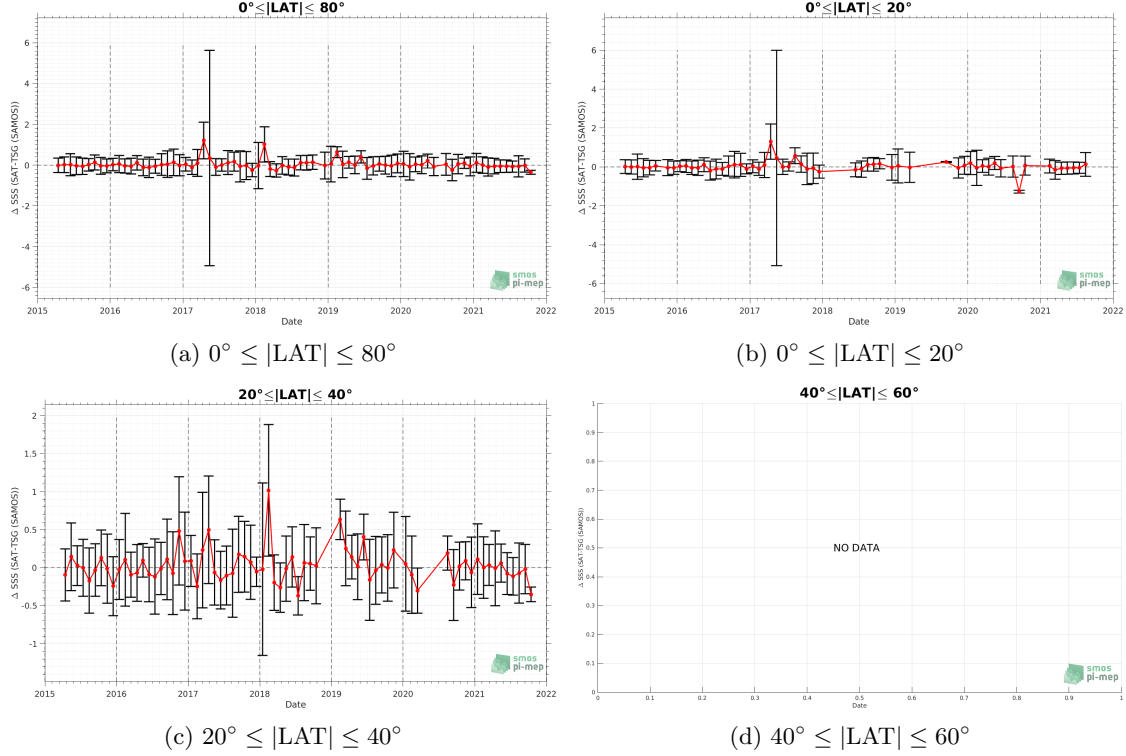 0°≤|LAT|≤ 80°
Δ SSS (SAT-TSG (SAMOS))
6
4
2
0
-2
-4
-6
2015 2016 2017 2018 2019 2020 2021 2022
Date
smos
pi-mep
(a) 0° ≤ |LAT| ≤ 80°
0°≤|LAT|≤ 20°
Δ SSS (SAT-TSG (SAMOS))
6
4
2
0
-2
-4
-6
2015 2016 2017 2018 2019 2020 2021 2022
Date
smos
pi-mep
(b) 0° ≤ |LAT| ≤ 20°
20°≤|LAT|≤ 40°
Δ SSS (SAT-TSG (SAMOS))
2
1.5
1
0.5
0
-0.5
-1
2015 2016 2017 2018 2019 2020 2021 2022
Date
smos
pi-mep
(c) 20° ≤ |LAT| ≤ 40°
40°≤|LAT|≤ 60°
Δ SSS (SAT-TSG (SAMOS))
1
0.9
0.8
0.7
0.6
0.5
0.4
0.3
0.2
0.1
0
NO DATA
0 0.1 0.2 0.3 0.4 0.5 0.6 0.7 0.8 0.9 1
Date
smos
pi-mep
(d) 40° ≤ |LAT| ≤ 60°